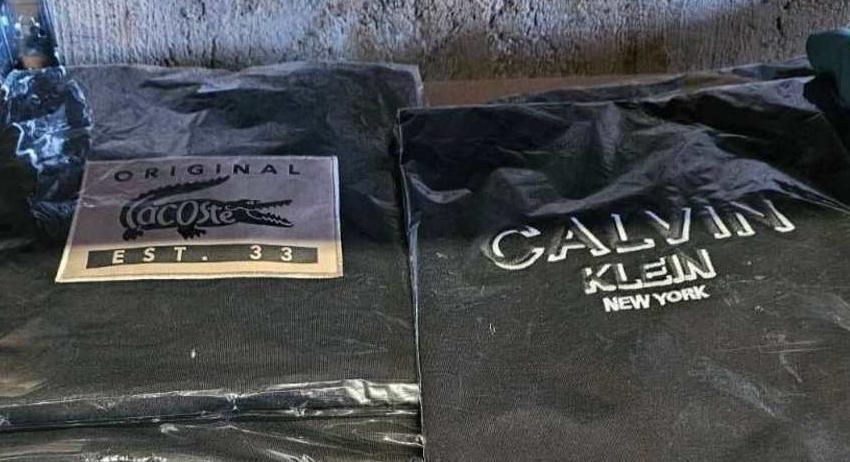 ORIGINAL
Lacoste
EST. 33
CALVIN
KLEIN
NEW YORK